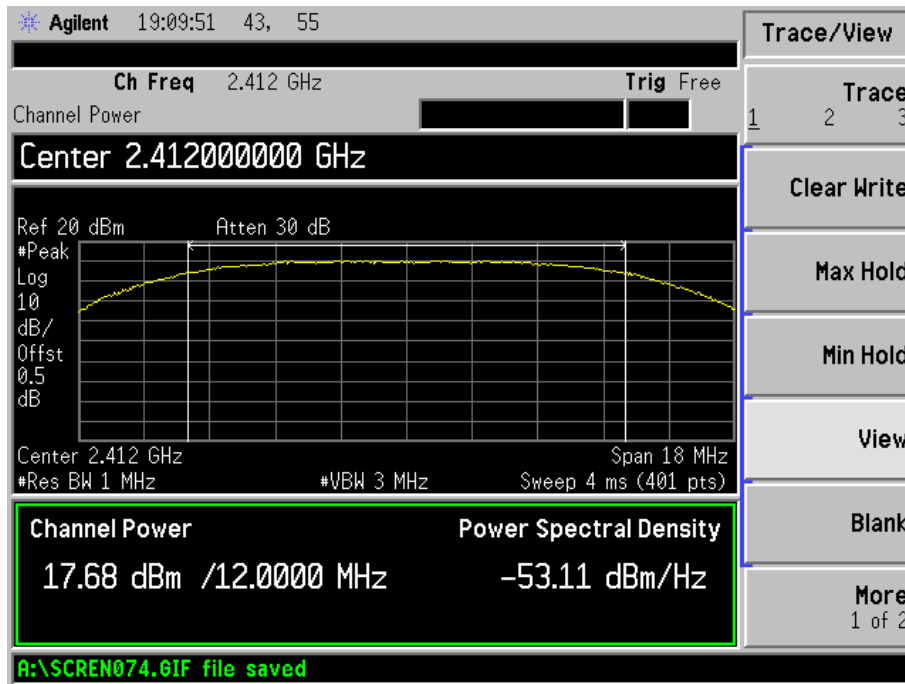 Agilent 19:09:51 43, 55
Ch Freq 2.412 GHz Trig Free
Channel Power
Center 2.412000000 GHz
Ref 20 dBm Atten 30 dB
#Peak
Log
10
dB/
Offst
0.5
dB
Center 2.412 GHz Span 18 MHz
#Res BW 1 MHz #VBW 3 MHz Sweep 4 ms (401 pts)
Channel Power Power Spectral Density
17.68 dBm /12.0000 MHz -53.11 dBm/Hz
A:\SCREN074.GIF file saved
Trace/View
Trace
1 2 3
Clear Write
Max Hold
Min Hold
View
Blank
More
1 of 2